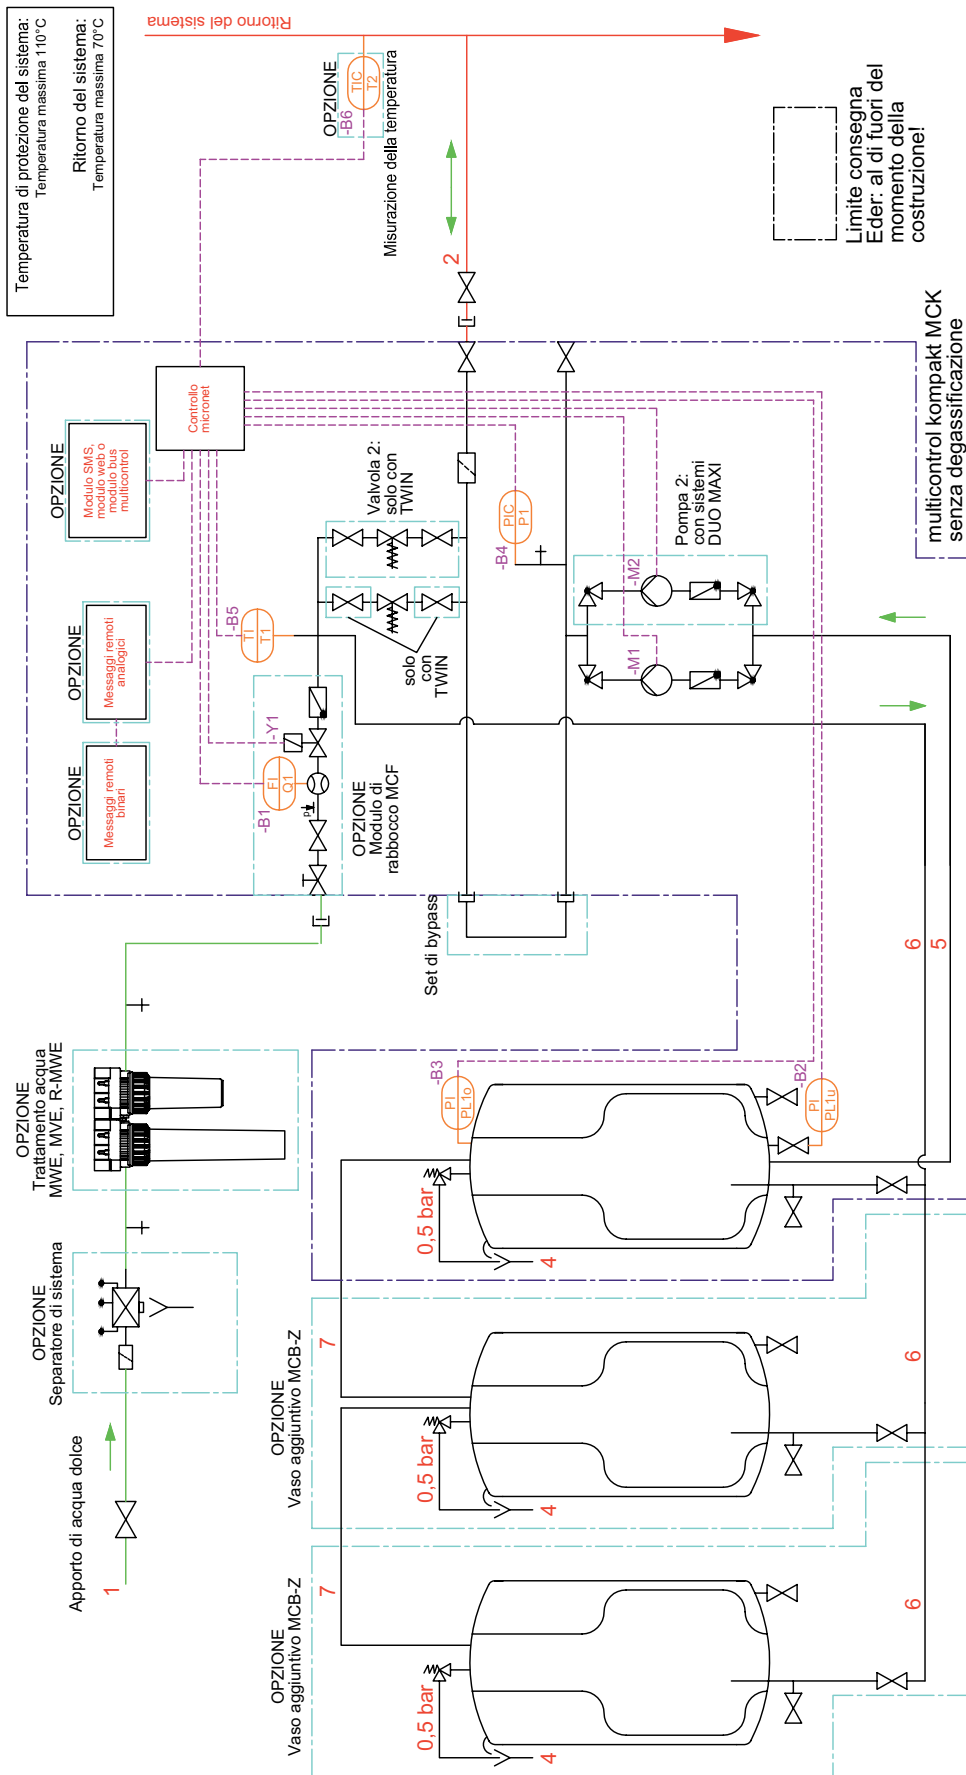 Temperatura di protezione del sistema:
Temperatura massima 110°C
Ritorno del sistema:
Temperatura massima 70°C
Ritorno del sistema
OPZIONE
TIC
T2
-B6
Misurazione della temperatura
2
Limite consegna
Eder: al di fuori del
momento della
costruzione!
multicontrol kompakt MCK
senza degassificazione
OPZIONE
Modulo SMS,
modulo web o
modulo bus
multicontrol
Controllo
micronet
OPZIONE
Messaggi remoti
analogici
OPZIONE
Messaggi remoti
binari
-B5
TI
T1
Valvola 2:
solo con
TWIN
solo
con
TWIN
-B4
PIC
P1
Pompa 2:
con sistemi
DUO MAXI
-M2
-M1
-Y1
-B1
FI
Q1
P
OPZIONE
Modulo di
rabbocco MCF
Set di bypass
6
5
OPZIONE
Trattamento acqua
MWE, MVE, R-MWE
OPZIONE
Separatore di sistema
Apporto di acqua dolce
1
-B3
PI
PL1o
-B2
PI
PL1u
0,5 bar
4
7
OPZIONE
Vaso aggiuntivo MCB-Z
0,5 bar
4
6
7
OPZIONE
Vaso aggiuntivo MCB-Z
0,5 bar
4
6